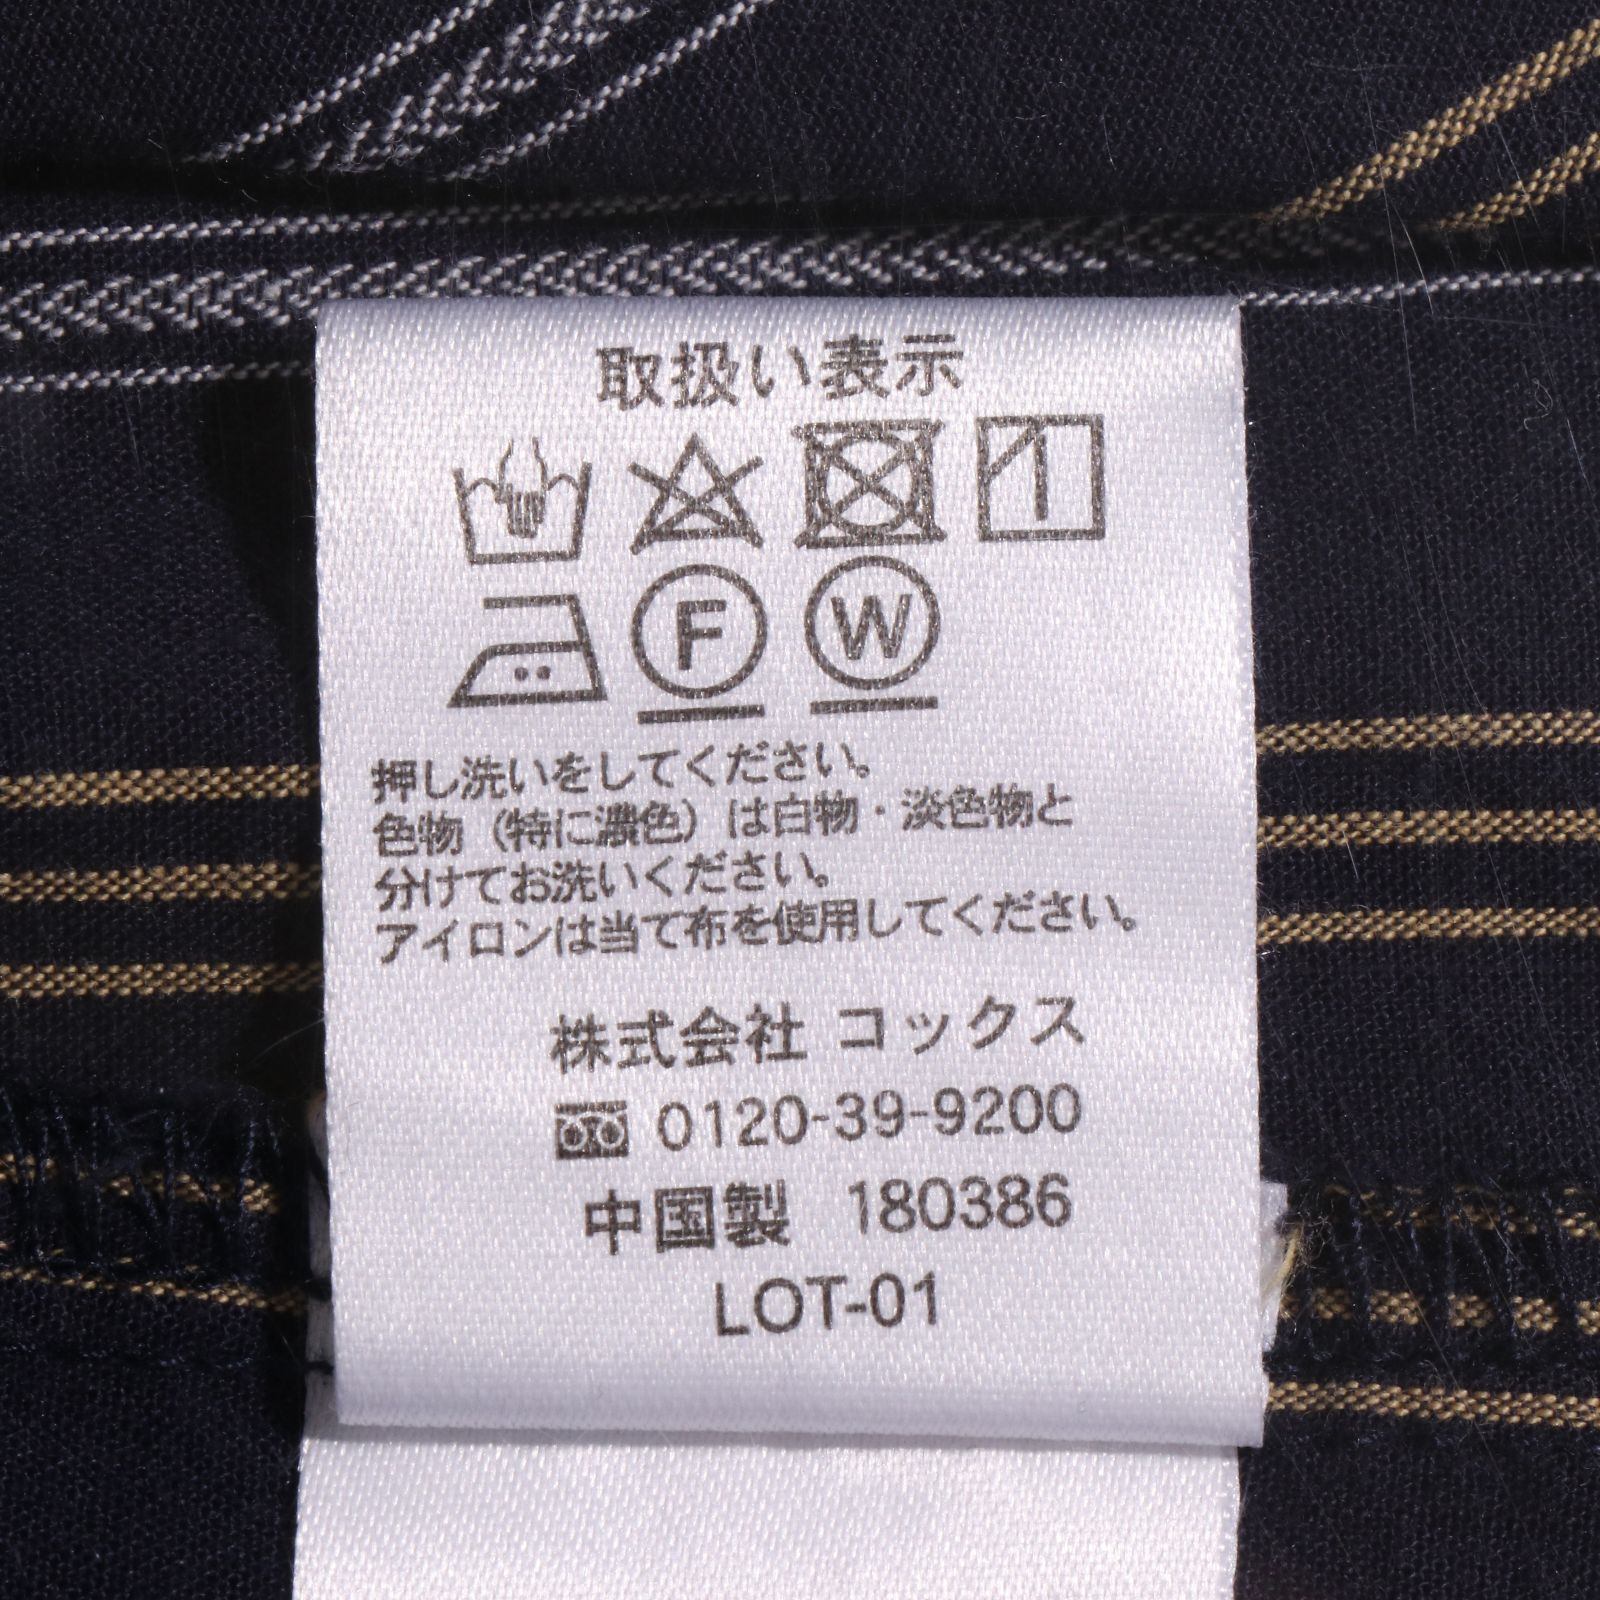 取扱い表示
F W
押し洗いをしてください。
色物（特に濃色）は白物・淡色物と
分けてお洗いください。
アイロンは当て布を使用してください。
株式会社 コックス
0120-39-9200
中国製 180386
LOT-01